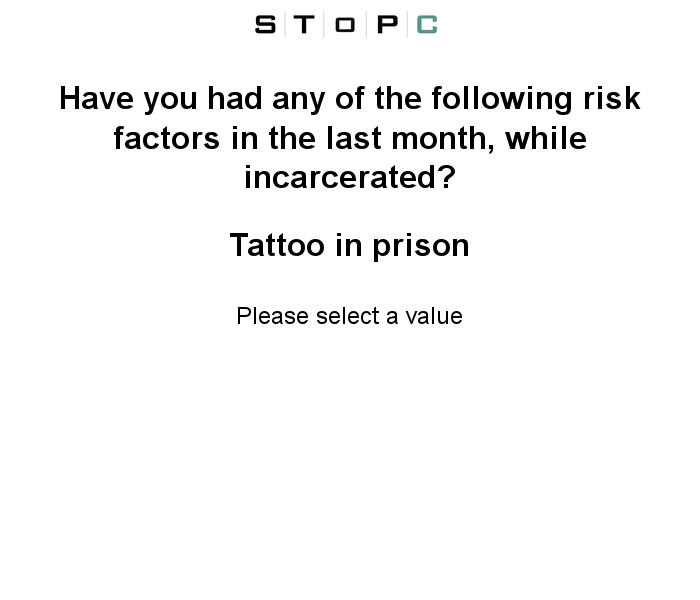 STOPC
Have you had any of the following risk
factors in the last month, while
incarcerated?
Tattoo in prison
Please select a value